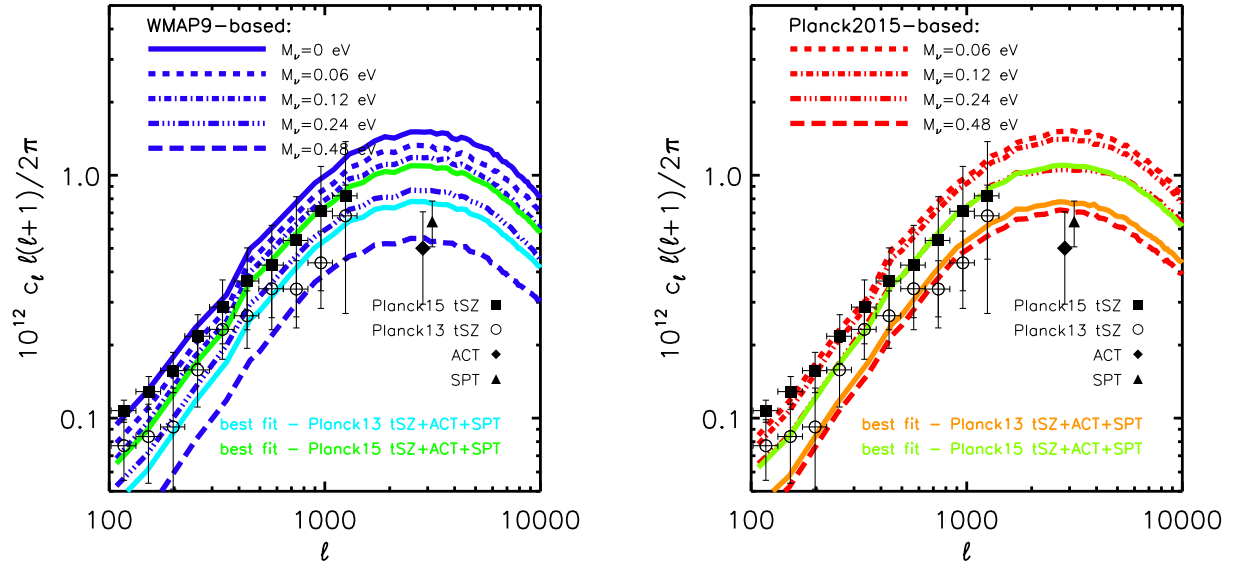 WMAP9-based:
M_ν=0 eV
M_ν=0.06 eV
M_ν=0.12 eV
M_ν=0.24 eV
M_ν=0.48 eV
10¹² c_ℓ ℓ(ℓ+1)/2π
1.0
0.1
Planck15 tSZ
Planck13 tSZ
ACT
SPT
best fit - Planck13 tSZ+ACT+SPT
best fit - Planck15 tSZ+ACT+SPT
100 1000 10000
ℓ
Planck2015-based:
M_ν=0.06 eV
M_ν=0.12 eV
M_ν=0.24 eV
M_ν=0.48 eV
10¹² c_ℓ ℓ(ℓ+1)/2π
1.0
0.1
Planck15 tSZ
Planck13 tSZ
ACT
SPT
best fit - Planck13 tSZ+ACT+SPT
best fit - Planck15 tSZ+ACT+SPT
100 1000 10000
ℓ